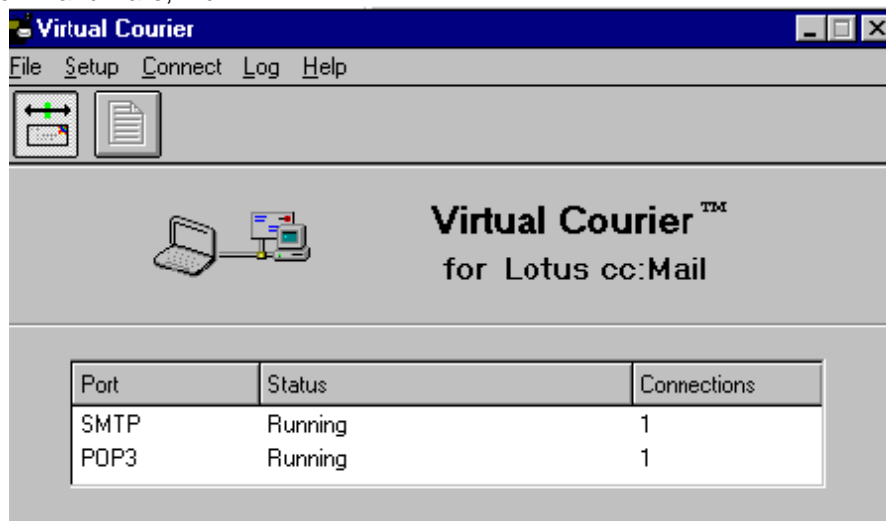 Virtual Courier
File Setup Connect Log Help
Virtual Courier™
for Lotus cc:Mail
Port Status Connections
SMTP Running 1
POP3 Running 1